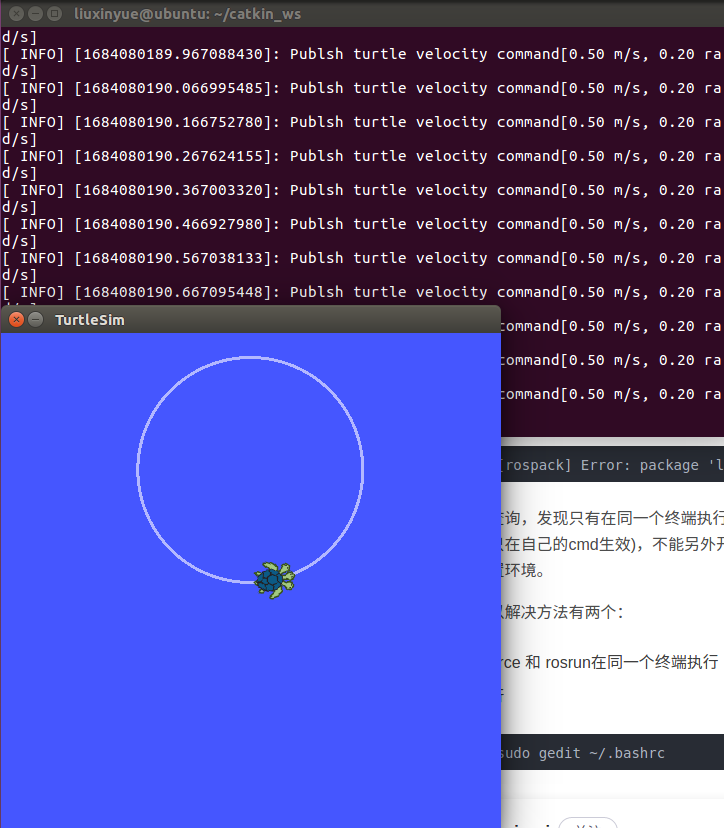 liuxinyue@ubuntu: ~/catkin_ws
d/s]
[ INFO] [1684080189.967088430]: Publsh turtle velocity command[0.50 m/s, 0.20 ra
d/s]
[ INFO] [1684080190.066995485]: Publsh turtle velocity command[0.50 m/s, 0.20 ra
d/s]
[ INFO] [1684080190.166752780]: Publsh turtle velocity command[0.50 m/s, 0.20 ra
d/s]
[ INFO] [1684080190.267624155]: Publsh turtle velocity command[0.50 m/s, 0.20 ra
d/s]
[ INFO] [1684080190.367003320]: Publsh turtle velocity command[0.50 m/s, 0.20 ra
d/s]
[ INFO] [1684080190.466927980]: Publsh turtle velocity command[0.50 m/s, 0.20 ra
d/s]
[ INFO] [1684080190.567038133]: Publsh turtle velocity command[0.50 m/s, 0.20 ra
d/s]
[ INFO] [1684080190.667095448]: Publsh turtle velocity command[0.50 m/s, 0.20 ra
TurtleSim
command[0.50 m/s, 0.20 ra
command[0.50 m/s, 0.20 ra
command[0.50 m/s, 0.20 ra
[rospack] Error: package 'l
查询，发现只有在同一个终端执行
只在自己的cmd生效)，不能另外开
置环境。
以解决方法有两个：
rce 和 rosrun在同一个终端执行
sudo gedit ~/.bashrc